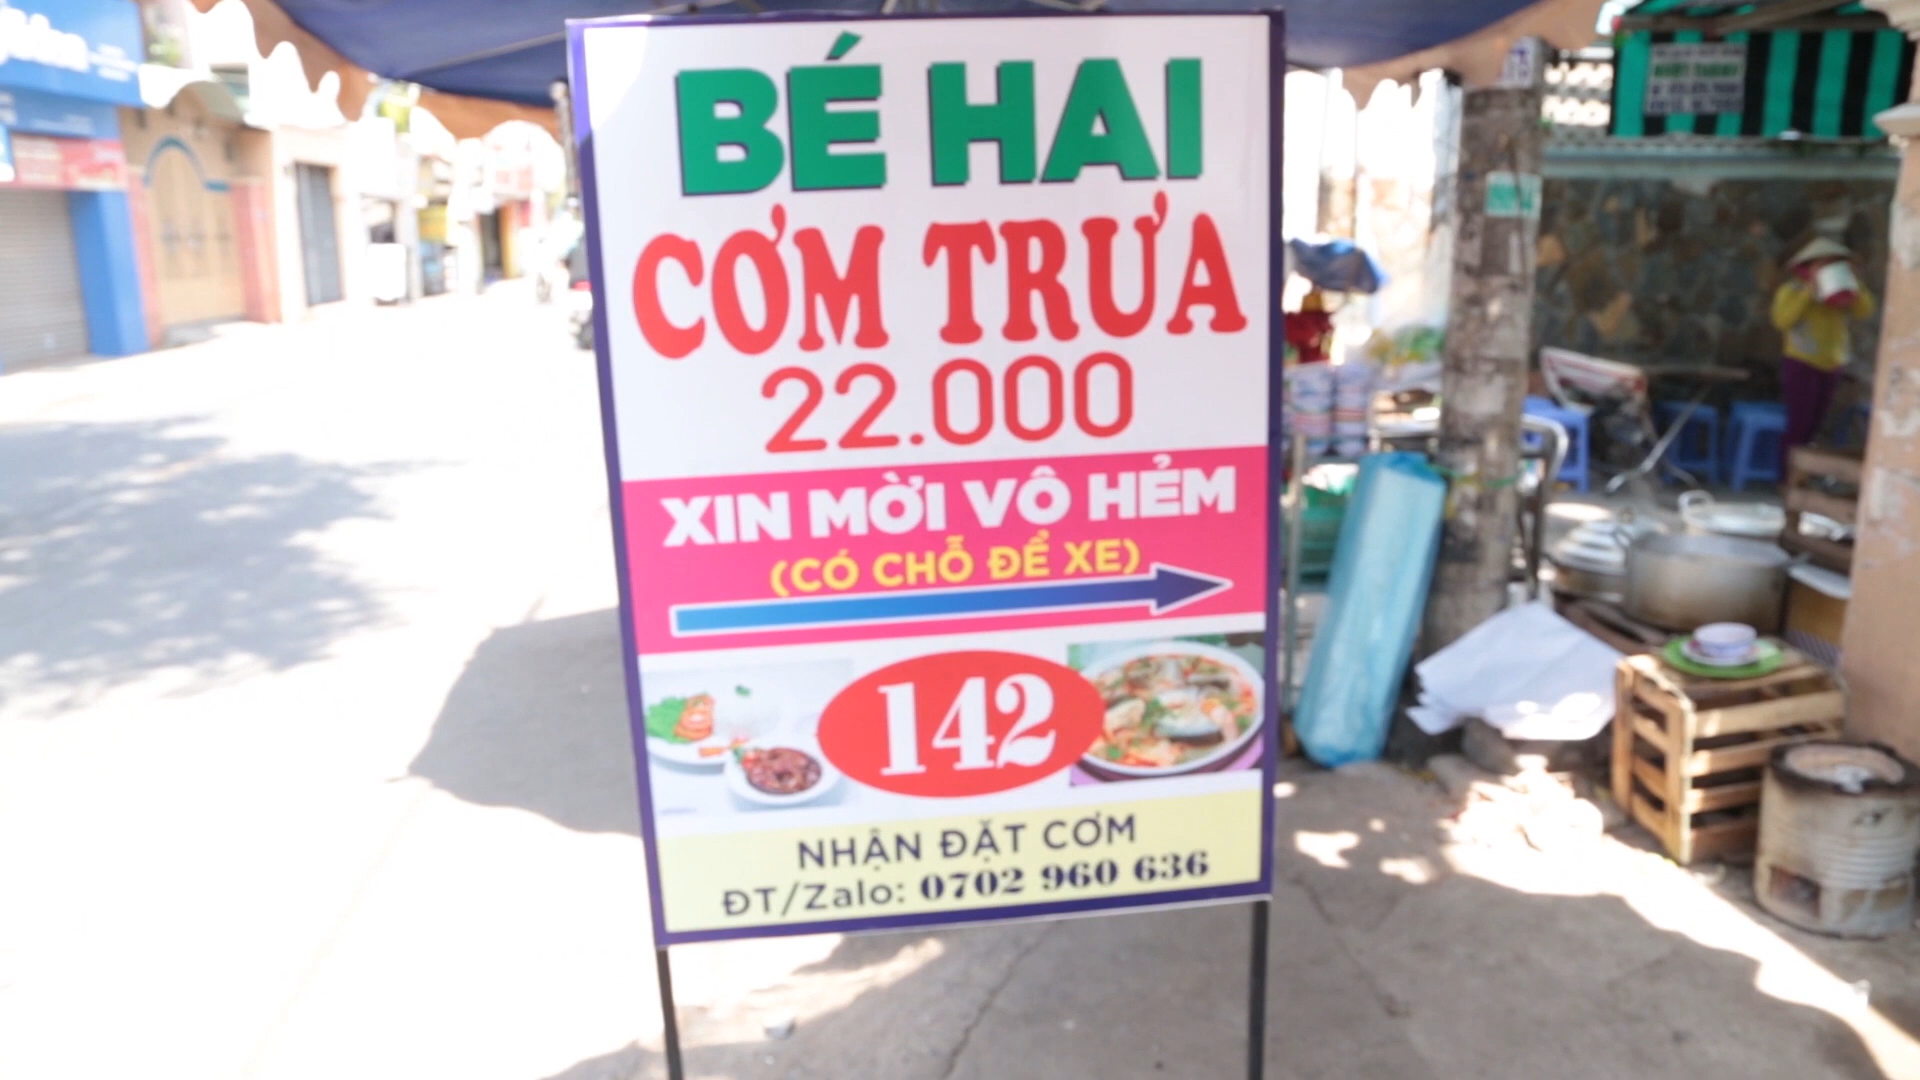 BÉ HAI
CƠM TRƯA
22.000
XIN MỜI VÔ HẺM
(CÓ CHỖ ĐỂ XE)
142
NHẬN ĐẶT CƠM
ĐT/Zalo: 0702 960 636